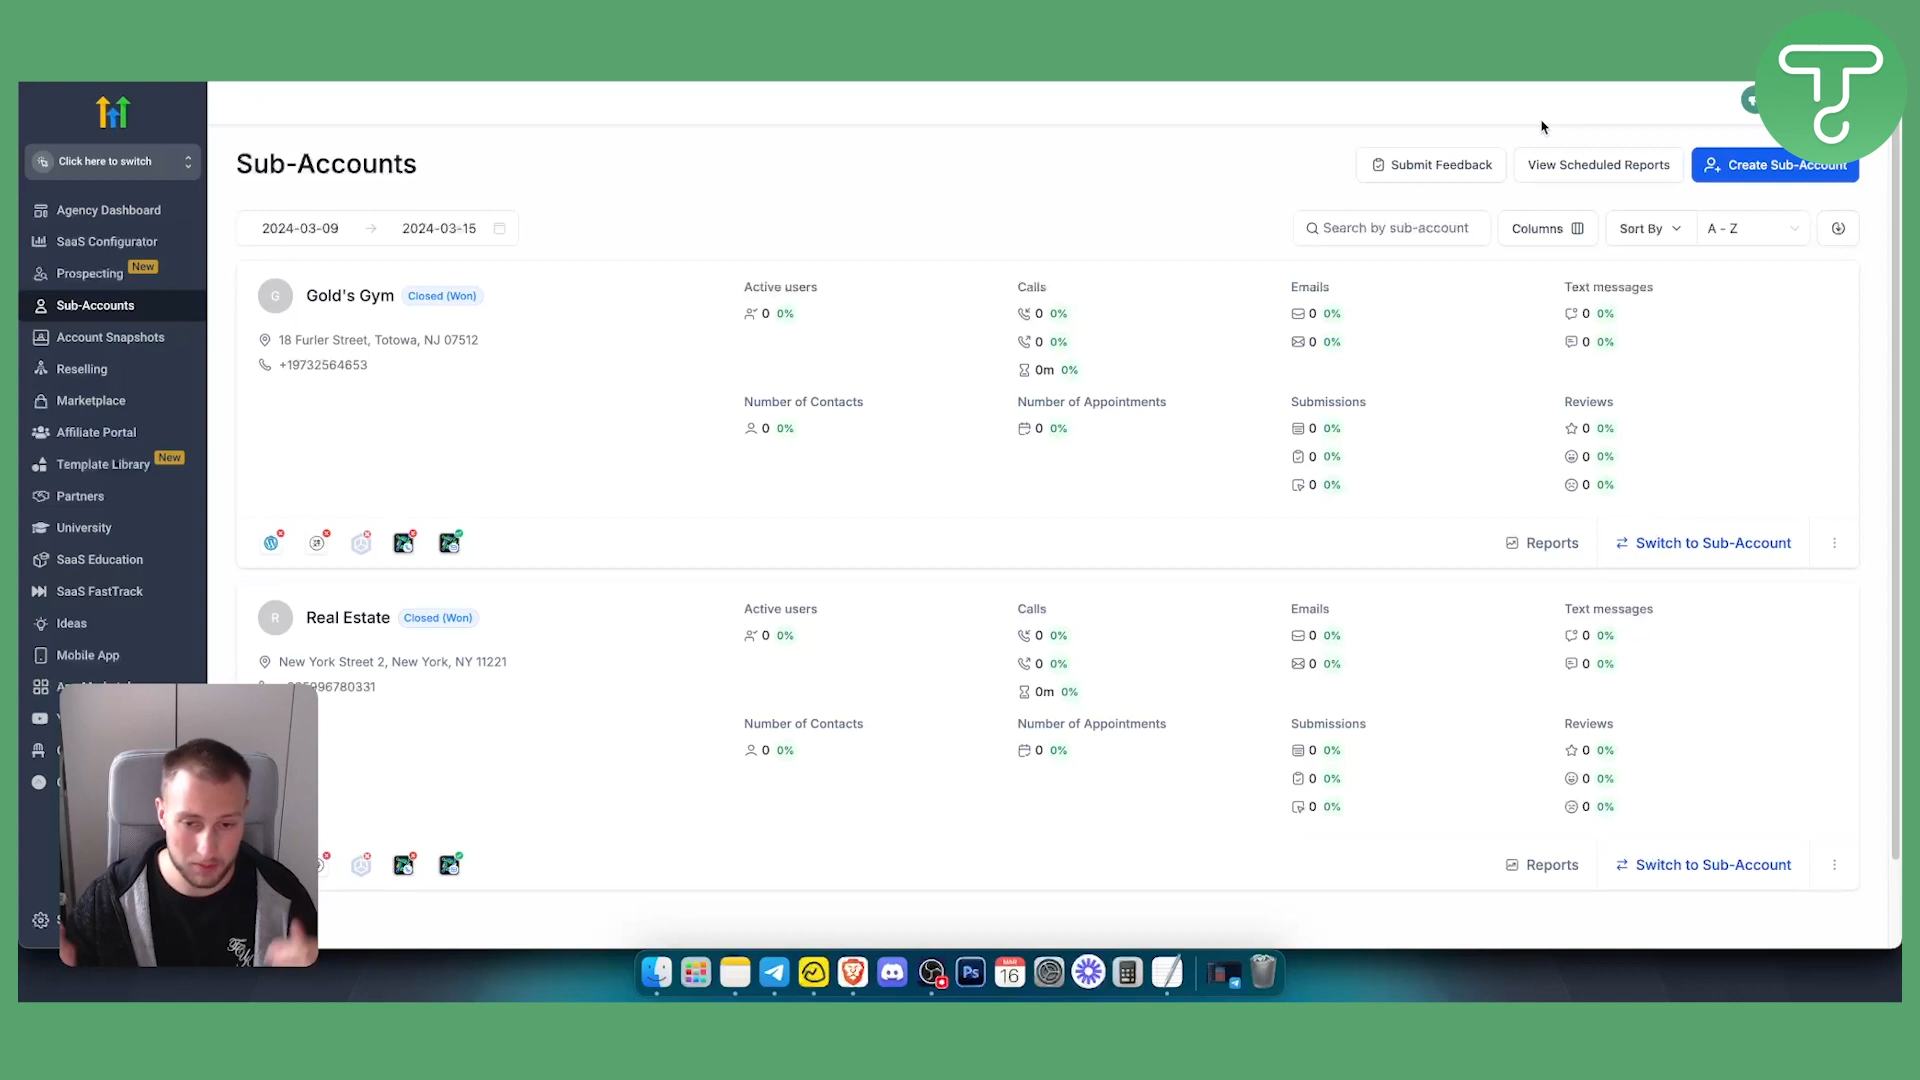 Click here to switch
Agency Dashboard
SaaS Configurator
Prospecting New
Sub-Accounts
Account Snapshots
Reselling
Marketplace
Affiliate Portal
Template Library New
Partners
University
SaaS Education
SaaS FastTrack
Ideas
Mobile App
Sub-Accounts
Submit Feedback
View Scheduled Reports
Create Sub-Account
2024-03-09
2024-03-15
Search by sub-account
Columns
Sort By
A - Z
G
Gold's Gym Closed (Won)
18 Furler Street, Totowa, NJ 07512
+19732564653
Active users
0 0%
Calls
0 0%
0 0%
0m 0%
Emails
0 0%
0 0%
Text messages
0 0%
0 0%
Number of Contacts
0 0%
Number of Appointments
0 0%
Submissions
0 0%
0 0%
0 0%
Reviews
0 0%
0 0%
0 0%
Reports
Switch to Sub-Account
R
Real Estate Closed (Won)
New York Street 2, New York, NY 11221
96780331
Active users
0 0%
Calls
0 0%
0 0%
0m 0%
Emails
0 0%
0 0%
Text messages
0 0%
0 0%
Number of Contacts
0 0%
Number of Appointments
0 0%
Submissions
0 0%
0 0%
0 0%
Reviews
0 0%
0 0%
0 0%
Reports
Switch to Sub-Account
Ps
MAR
16